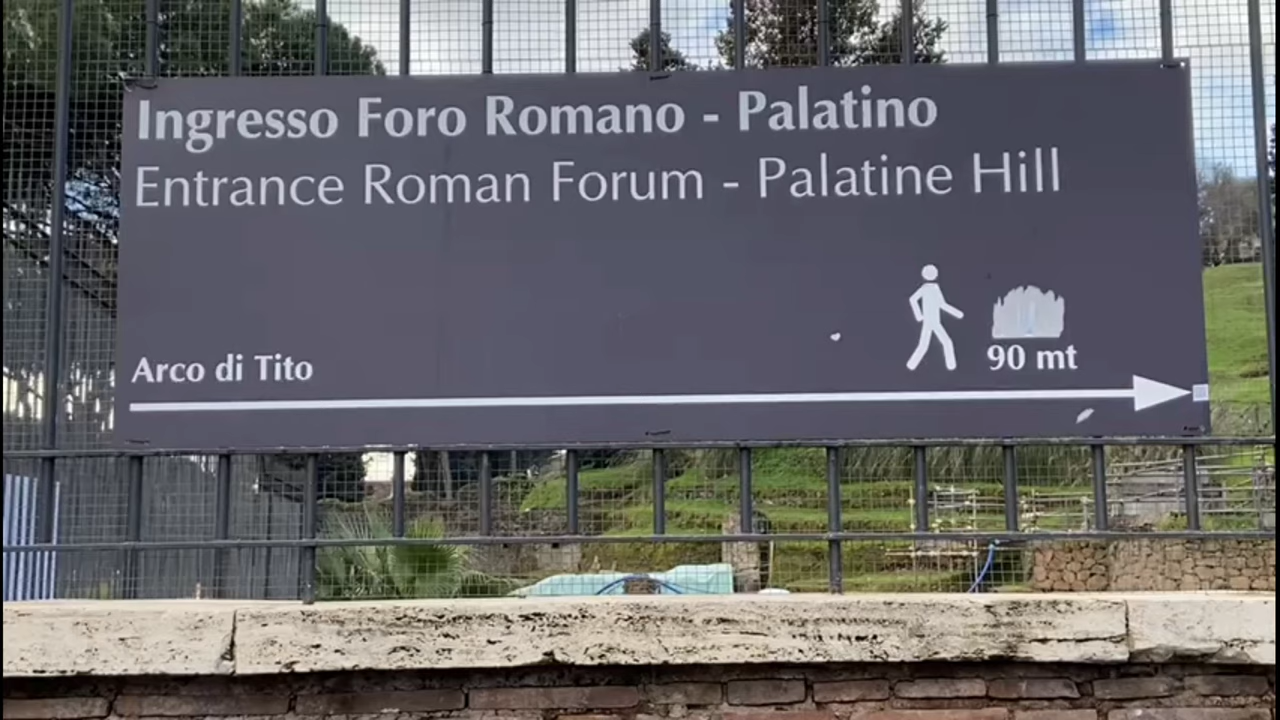 Ingresso Foro Romano - Palatino
Entrance Roman Forum - Palatine Hill
90 mt
Arco di Tito